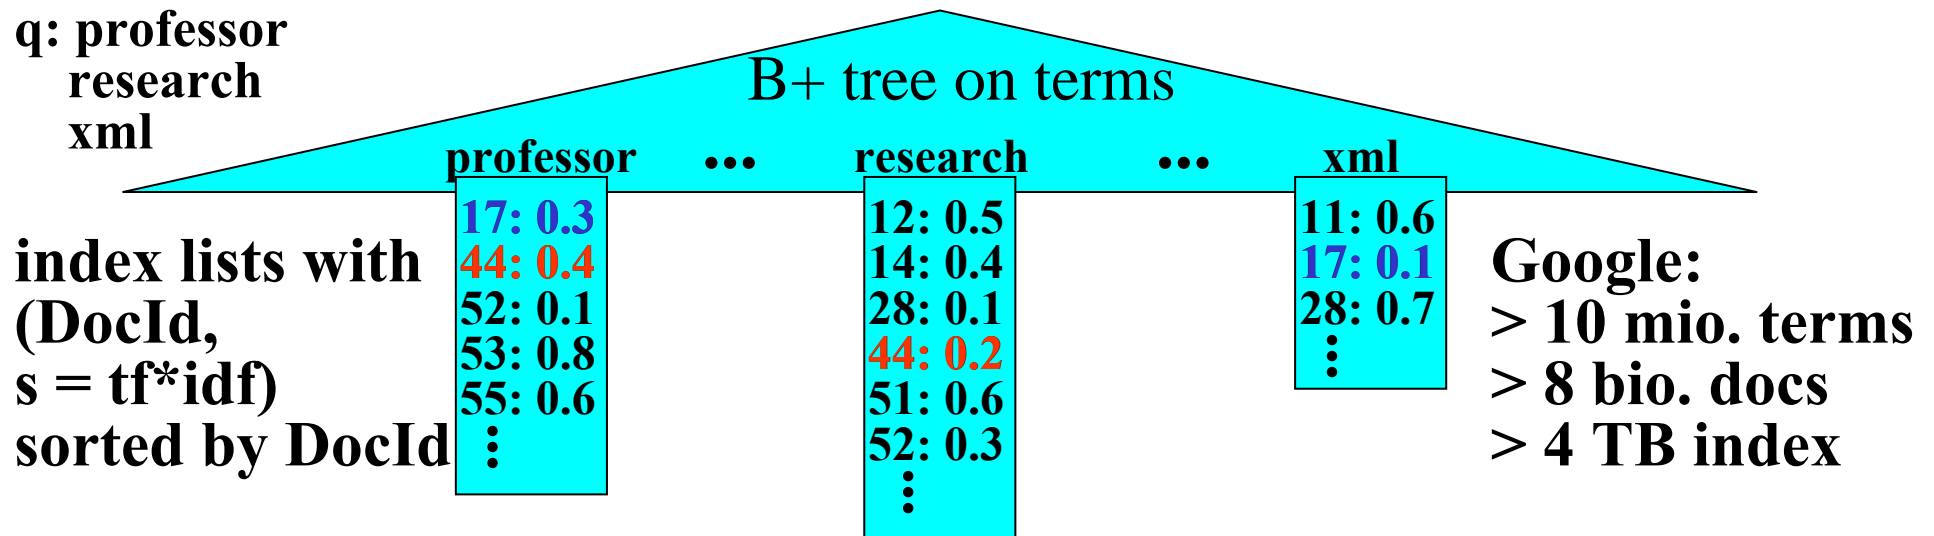 q: professor
research
xml
B+ tree on terms
professor ... research ... xml
17: 0.3
44: 0.4
52: 0.1
53: 0.8
55: 0.6
⋮
12: 0.5
14: 0.4
28: 0.1
44: 0.2
51: 0.6
52: 0.3
⋮
11: 0.6
17: 0.1
28: 0.7
⋮
index lists with
(DocId,
s = tf*idf)
sorted by DocId
Google:
> 10 mio. terms
> 8 bio. docs
> 4 TB index